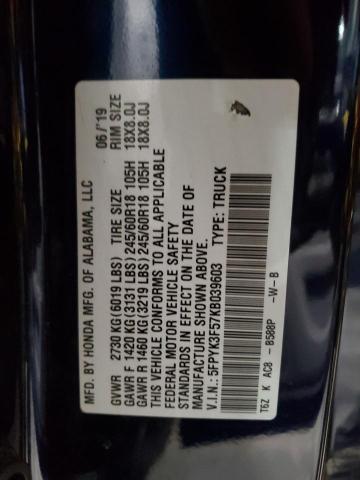 MFD. BY HONDA MFG. OF ALABAMA, LLC 06/'19
GVWR 2730 KG(6019 LBS) TIRE SIZE RIM SIZE
GAWR F 1420 KG(3131 LBS) 245/60R18 105H 18X8.0J
GAWR R 1460 KG(3219 LBS) 245/60R18 105H 18X8.0J
THIS VEHICLE CONFORMS TO ALL APPLICABLE
FEDERAL MOTOR VEHICLE SAFETY
STANDARDS IN EFFECT ON THE DATE OF
MANUFACTURE SHOWN ABOVE.
V.I.N.: 5FPYK3F57KB039603 TYPE: TRUCK
T6Z K AC0 - B588P -W-B